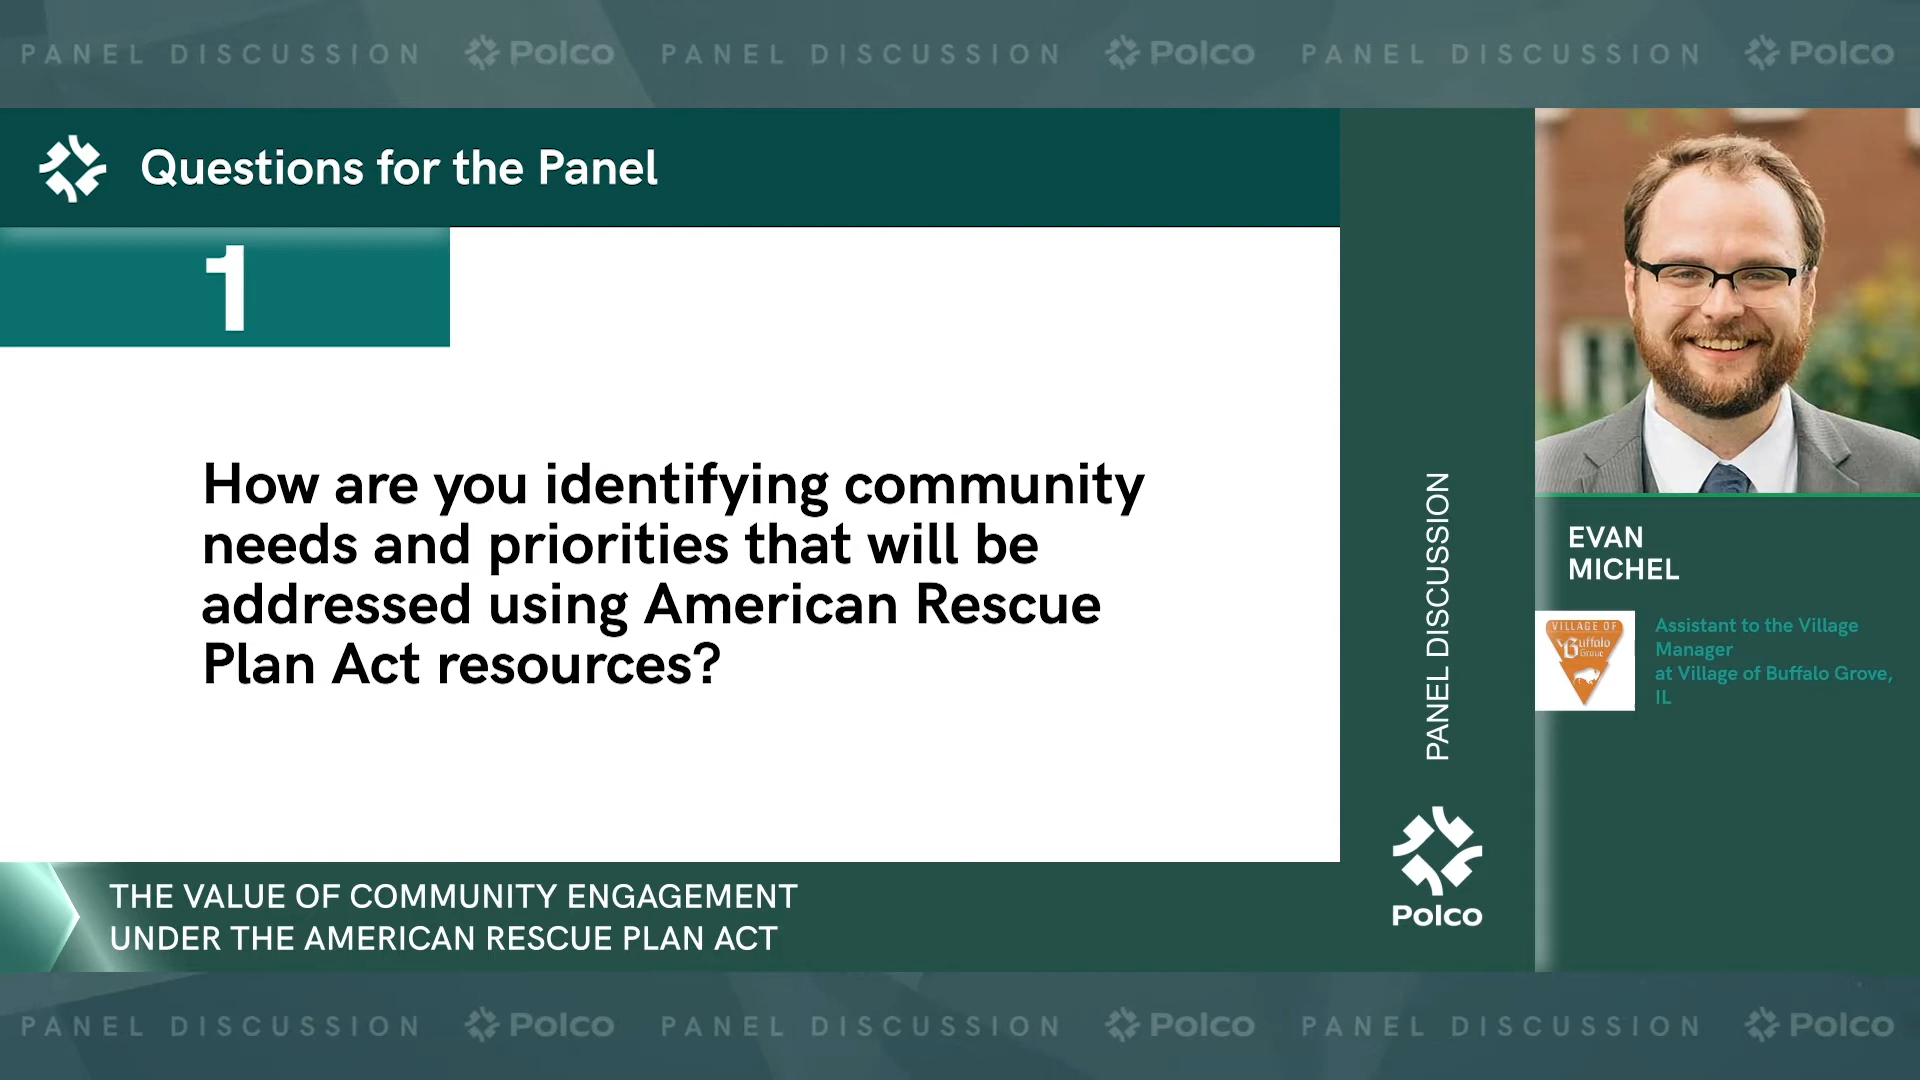 PANEL DISCUSSION Polco PANEL DISCUSSION Polco PANEL DISCUSSION Polco
Questions for the Panel
1
How are you identifying community
needs and priorities that will be
addressed using American Rescue
Plan Act resources?
THE VALUE OF COMMUNITY ENGAGEMENT
UNDER THE AMERICAN RESCUE PLAN ACT
PANEL DISCUSSION
Polco
EVAN
MICHEL
VILLAGE OF
Buffalo
Grove
Assistant to the Village
Manager
at Village of Buffalo Grove,
IL
PANEL DISCUSSION Polco PANEL DISCUSSION Polco PANEL DISCUSSION Polco